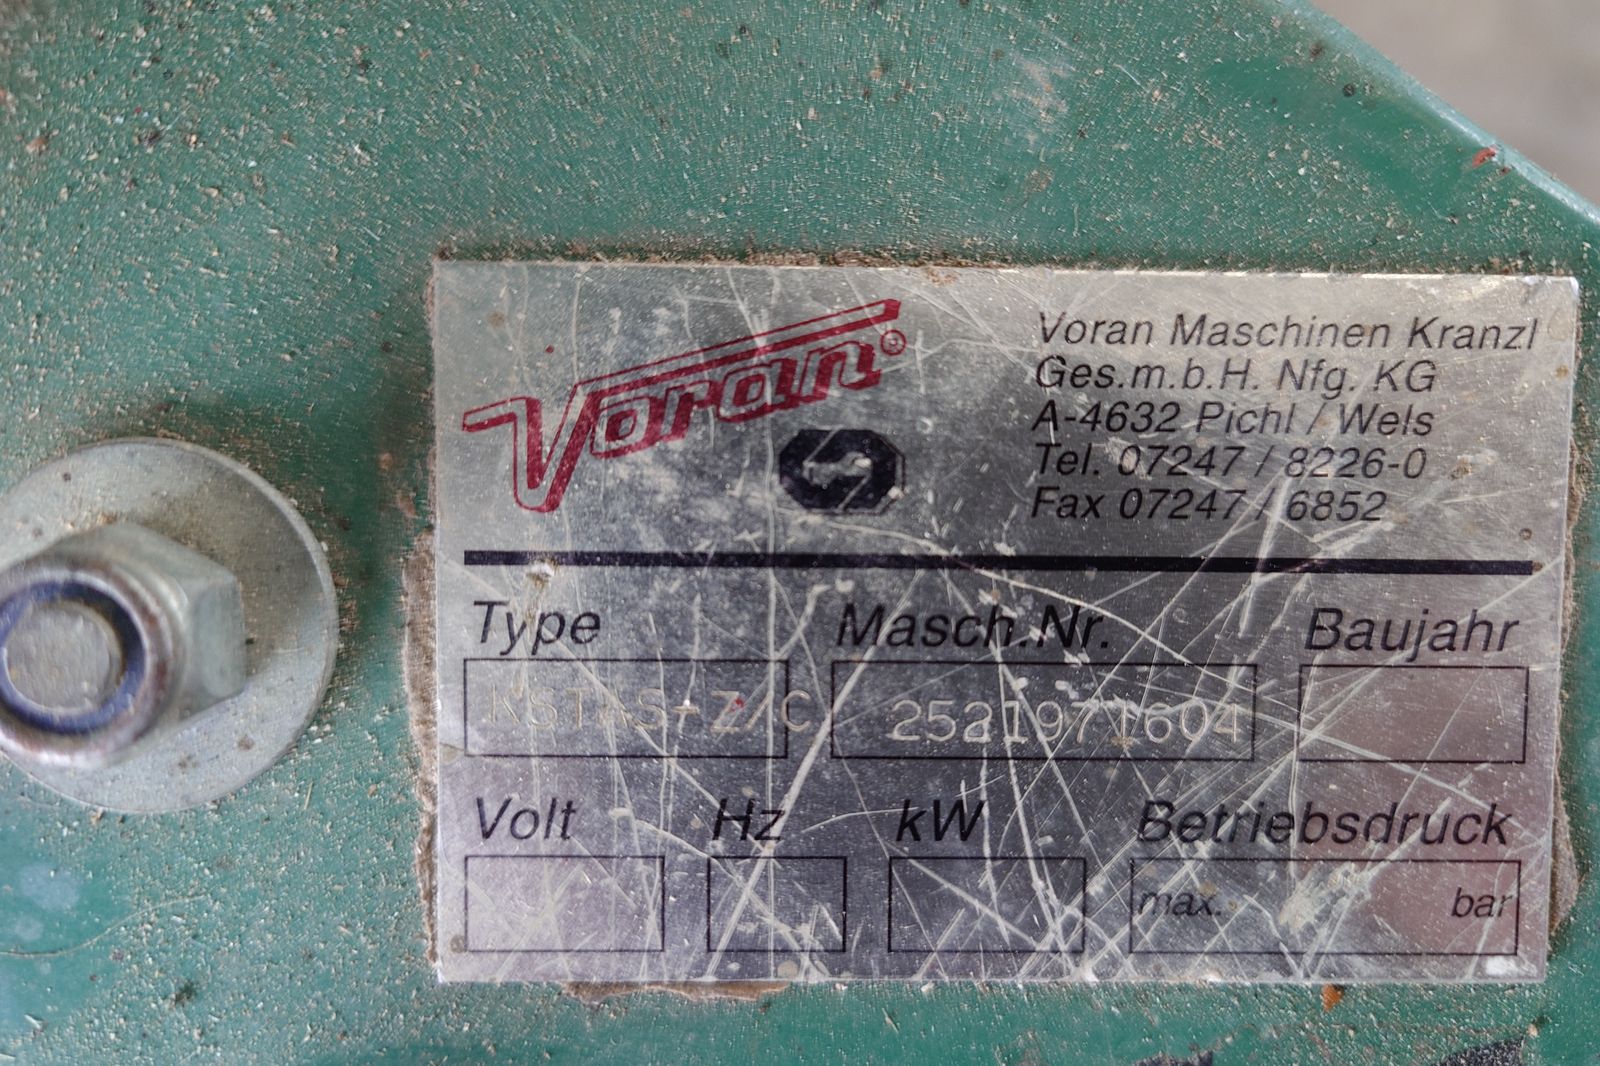 Voran®
Voran Maschinen Kranzl
Ges.m.b.H. Nfg. KG
A-4632 Pichl / Wels
Tel. 07247 / 8226-0
Fax 07247 / 6852
Type Masch.Nr. Baujahr
KSTAS-Z/C 2521971604
Volt Hz kW Betriebsdruck
max. bar